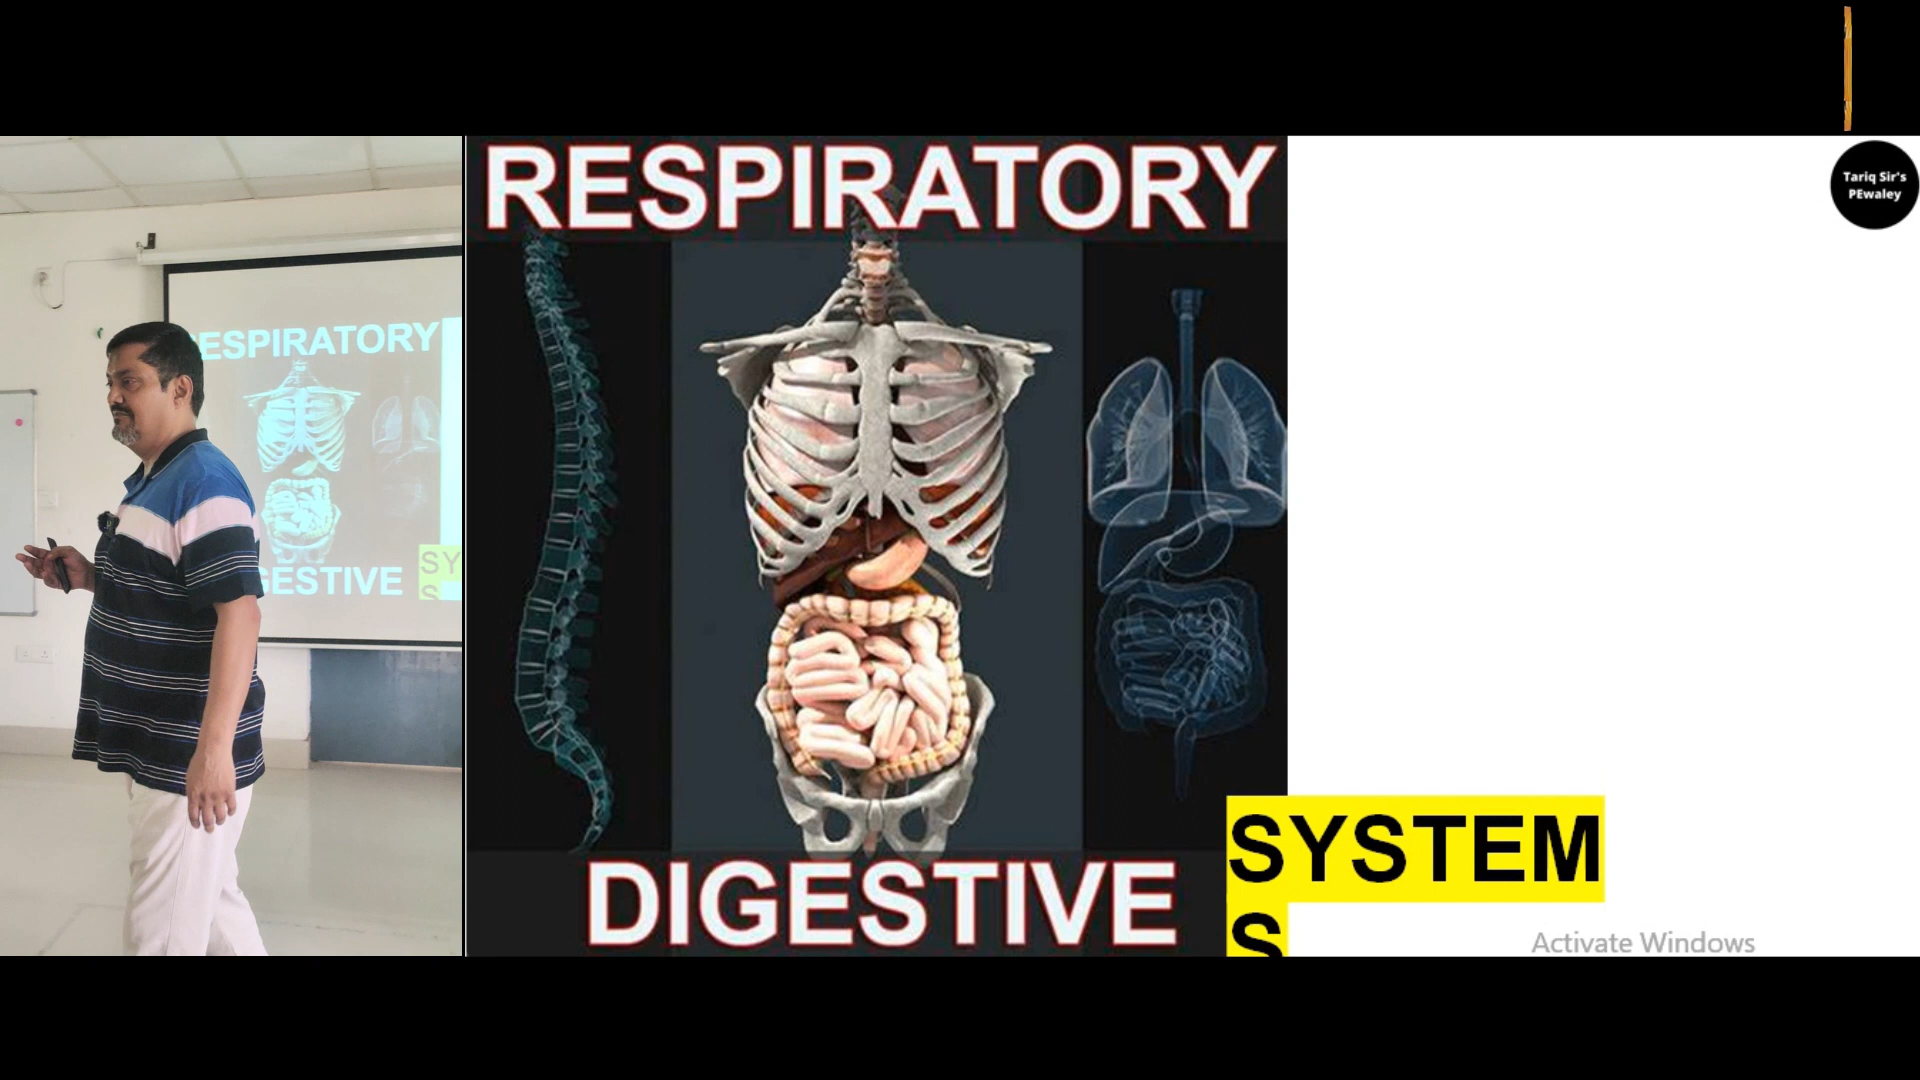 RESPIRATORY
Tariq Sir's
PEwaley
ESPIRATORY
SY
S
GESTIVE
SYSTEM
S
DIGESTIVE
Activate Windows